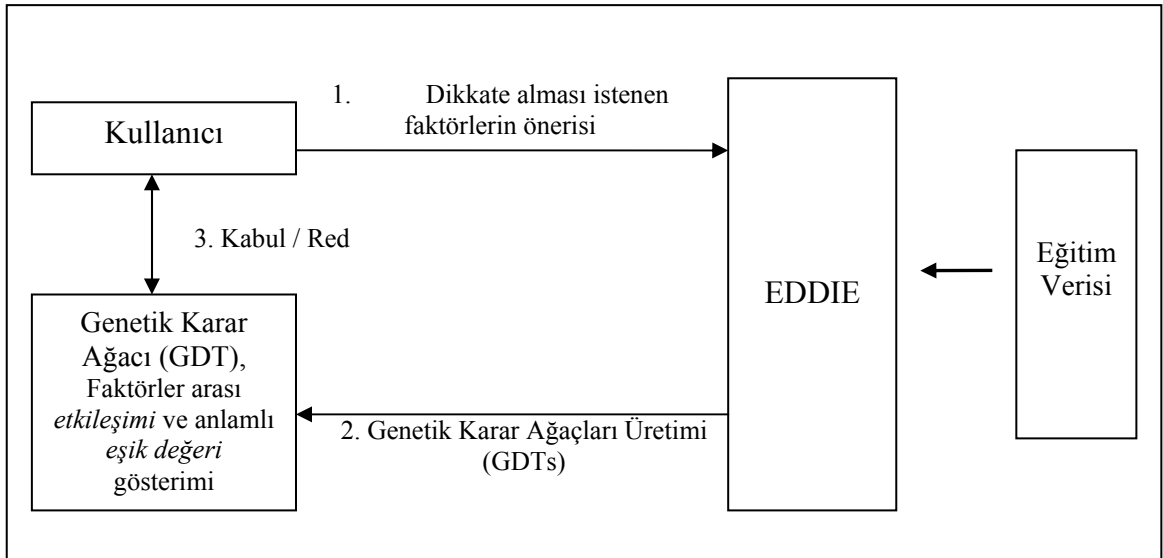 1. Dikkate alması istenen
faktörlerin önerisi
Kullanıcı
3. Kabul / Red
EDDIE
Eğitim
Verisi
Genetik Karar
Ağacı (GDT),
Faktörler arası
etkileşimi ve anlamlı
eşik değeri
gösterimi
2. Genetik Karar Ağaçları Üretimi
(GDTs)